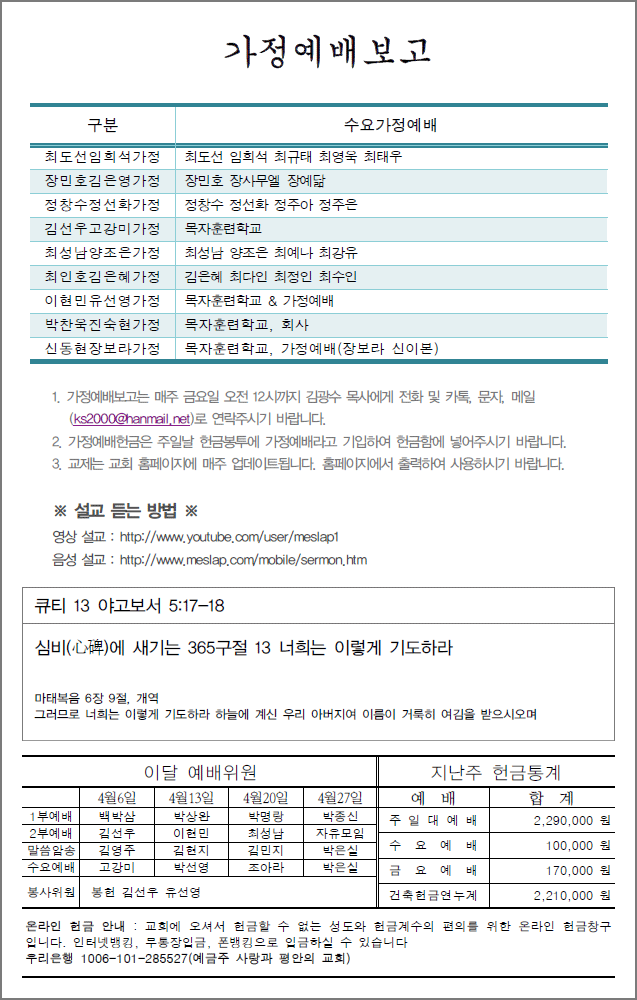 가정예배보고
구분 수요가정예배
최도선임희석가정 최도선 임희석 최규태 최영욱 최태우
장민호김은영가정 장민호 장사무엘 장예닮
정창수정선화가정 정창수 정선화 정주아 정주은
김선우고강미가정 목자훈련학교
최성남양조은가정 최성남 양조은 최예나 최강유
최인호김은혜가정 김은혜 최다인 최정인 최수인
이현민유선영가정 목자훈련학교 & 가정예배
박찬욱진숙현가정 목자훈련학교, 회사
신동현장보라가정 목자훈련학교, 가정예배(장보라 신이본)
1. 가정예배보고는 매주 금요일 오전 12시까지 김광수 목사에게 전화 및 카톡, 문자, 메일
(ks2000@hanmail.net)로 연락주시기 바랍니다.
2. 가정예배헌금은 주일날 헌금봉투에 가정예배라고 기입하여 헌금함에 넣어주시기 바랍니다.
3. 교제는 교회 홈페이지에 매주 업데이트됩니다. 홈페이지에서 출력하여 사용하시기 바랍니다.
※ 설교 듣는 방법 ※
영상 설교 : http://www.youtube.com/user/meslap1
음성 설교 : http://www.meslap.com/mobile/sermon.htm
큐티 13 야고보서 5:17-18
심비(心碑)에 새기는 365구절 13 너희는 이렇게 기도하라
마태복음 6장 9절, 개역
그러므로 너희는 이렇게 기도하라 하늘에 계신 우리 아버지여 이름이 거룩히 여김을 받으시오며
이달 예배위원
4월6일 4월13일 4월20일 4월27일
1부예배 백박삼 박상완 박명랑 박종신
2부예배 김선우 이현민 최성남 자유모임
말씀암송 김영주 김현지 김민지 박은실
수요예배 고강미 박선영 조아라 박은실
봉사위원 봉헌 김선우 유선영
지난주 헌금통계
예 배 합 계
주 일 대 예 배 2,290,000 원
수 요 예 배 100,000 원
금 요 예 배 170,000 원
건축헌금연누계 2,210,000 원
온라인 헌금 안내 : 교회에 오셔서 헌금할 수 없는 성도와 헌금계수의 편의를 위한 온라인 헌금창구
입니다. 인터넷뱅킹, 무통장입금, 폰뱅킹으로 입금하실 수 있습니다
우리은행 1006-101-285527(예금주 사랑과 평안의 교회)